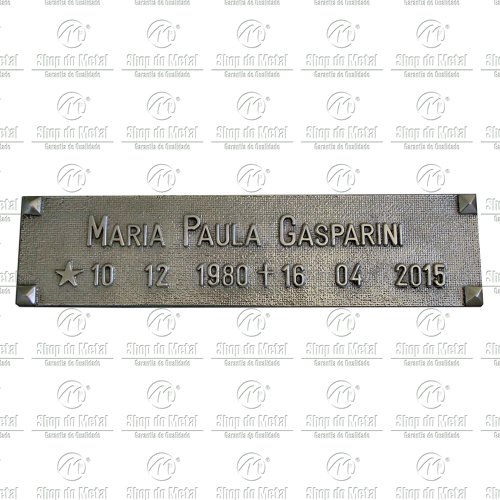 Shop do Metal
Garantia de Qualidade
MARIA PAULA GASPARINI
★ 10 12 1980 † 16 04 2015